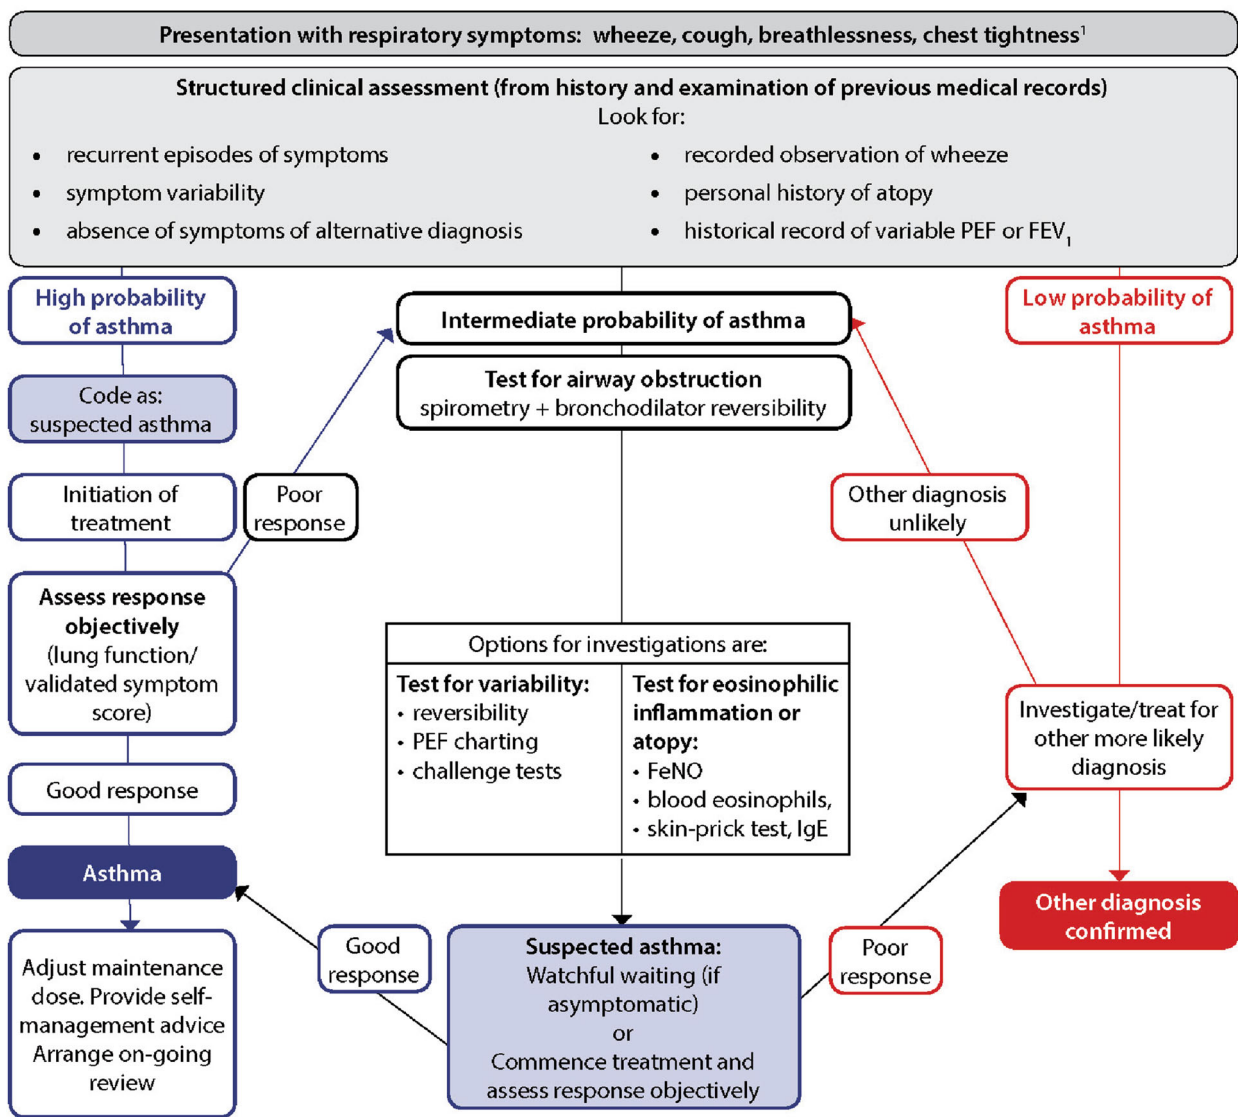 Presentation with respiratory symptoms: wheeze, cough, breathlessness, chest tightness¹
Structured clinical assessment (from history and examination of previous medical records)
Look for:
• recurrent episodes of symptoms
• symptom variability
• absence of symptoms of alternative diagnosis
• recorded observation of wheeze
• personal history of atopy
• historical record of variable PEF or FEV₁
High probability
of asthma
Code as:
suspected asthma
Initiation of
treatment
Poor
response
Assess response
objectively
(lung function/
validated symptom
score)
Good response
Asthma
Adjust maintenance
dose. Provide self-
management advice
Arrange on-going
review
Intermediate probability of asthma
Test for airway obstruction
spirometry + bronchodilator reversibility
Options for investigations are:
Test for variability:
• reversibility
• PEF charting
• challenge tests
Test for eosinophilic
inflammation or
atopy:
• FeNO
• blood eosinophils,
• skin-prick test, IgE
Good
response
Suspected asthma:
Watchful waiting (if
asymptomatic)
or
Commence treatment and
assess response objectively
Poor
response
Low probability of
asthma
Other diagnosis
unlikely
Investigate/treat for
other more likely
diagnosis
Other diagnosis
confirmed